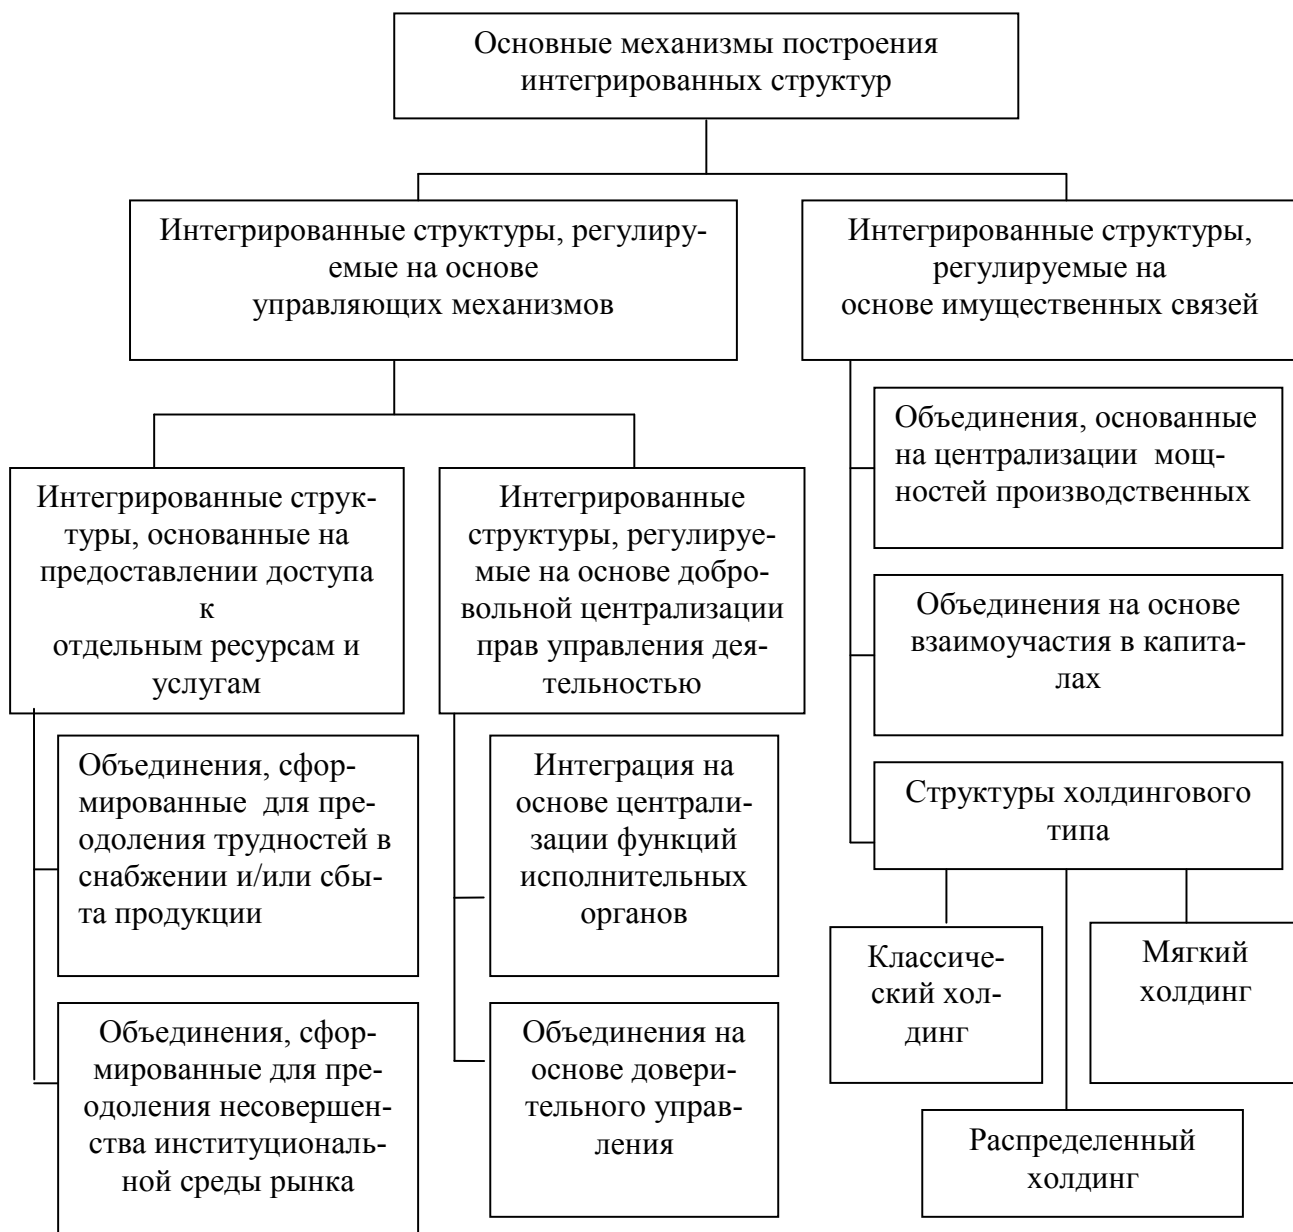 Основные механизмы построения
интегрированных структур
Интегрированные структуры, регулиру-
емые на основе
управляющих механизмов
Интегрированные структуры,
регулируемые на
основе имущественных связей
Интегрированные струк-
туры, основанные на
предоставлении доступа
к
отдельным ресурсам и
услугам
Интегрированные
структуры, регулируе-
мые на основе добро-
вольной централизации
прав управления дея-
тельностью
Объединения, основанные
на централизации мощ-
ностей производственных
Объединения на основе
взаимоучастия в капита-
лах
Структуры холдингового
типа
Объединения, сфор-
мированные для пре-
одоления трудностей в
снабжении и/или сбы-
та продукции
Интеграция на
основе централи-
зации функций
исполнительных
органов
Объединения, сфор-
мированные для пре-
одоления несовершен-
ства институциональ-
ной среды рынка
Объединения на
основе довери-
тельного управ-
ления
Классиче-
ский хол-
динг
Мягкий
холдинг
Распределенный
холдинг